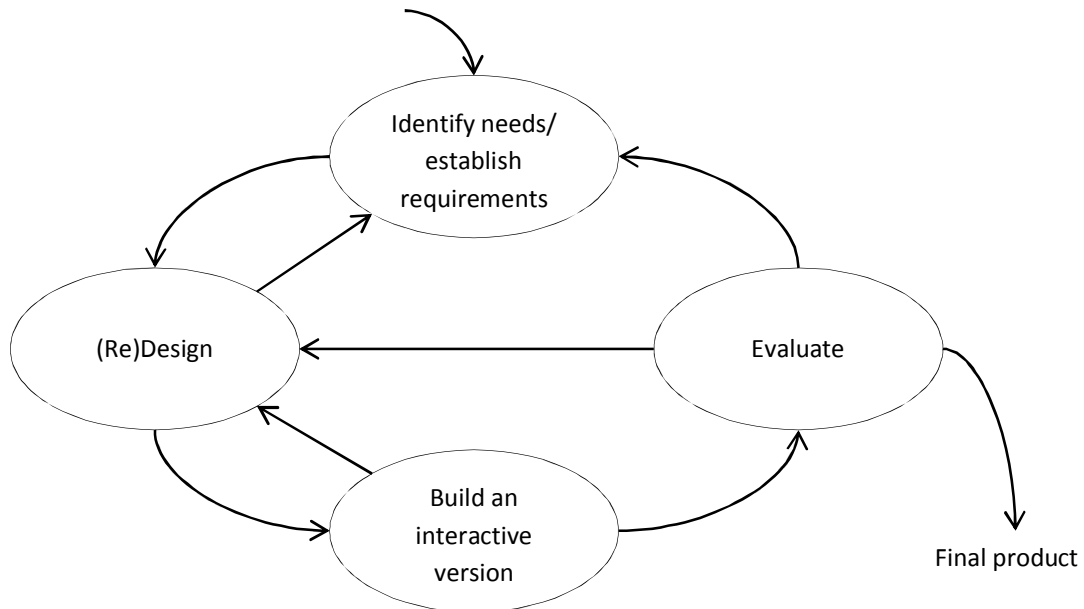 Identify needs/
establish
requirements
(Re)Design
Evaluate
Build an
interactive
version
Final product